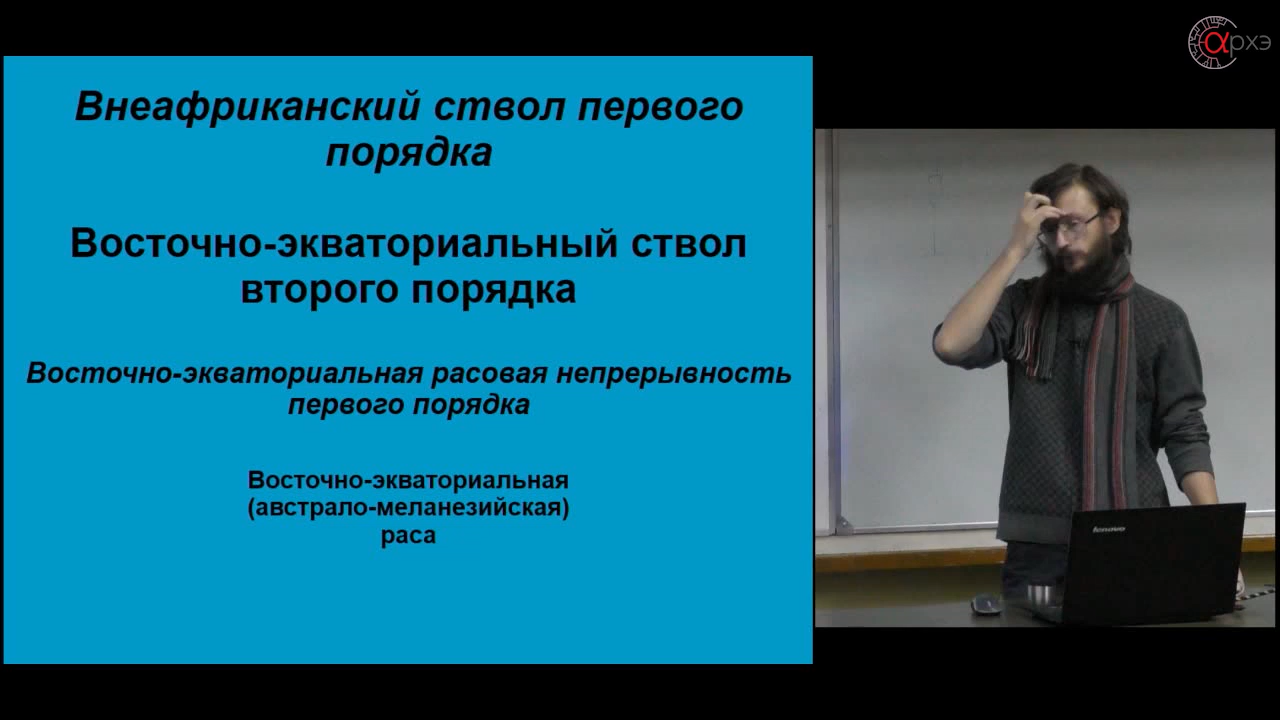 αрхэ
Внеафриканский ствол первого
порядка
Восточно-экваториальный ствол
второго порядка
Восточно-экваториальная расовая непрерывность
первого порядка
Восточно-экваториальная
(австрало-меланезийская)
раса
lenovo